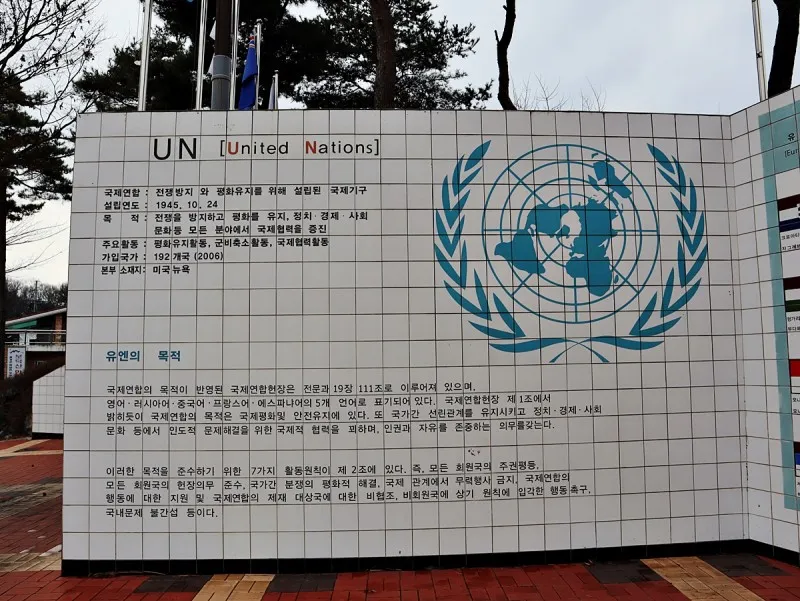 UN [United Nations]
국제연합 : 전쟁방지 와 평화유지를 위해 설립된 국제기구
설립연도 : 1945. 10. 24
목 적 : 전쟁을 방지하고 평화를 유지, 정치·경제·사회
문화등 모든 분야에서 국제협력을 증진
주요활동 : 평화유지활동, 군비축소활동, 국제협력활동
가입국가 : 192 개국 (2006)
본부 소재지 : 미국 뉴욕
유엔의 목적
국제연합의 목적이 반영된 국제연합헌장은 전문과 19장 111조로 이루어져 있으며,
영어·러시아어·중국어·프랑스어·에스파냐어의 5개 언어로 표기되어 있다. 국제연합헌장 제 1조에서
밝히듯이 국제연합의 목적은 국제평화및 안전유지에 있다. 또 국가간 선린관계를 유지시키고 정치·경제·사회
문화 등에서 인도적 문제해결을 위한 국제적 협력을 꾀하며, 인권과 자유를 존중하는 의무를갖는다.
이러한 목적을 준수하기 위한 7가지 활동원칙이 제 2조에 있다. 즉, 모든 회원국의 주권평등,
모든 회원국의 헌장의무 준수, 국가간 분쟁의 평화적 해결, 국제 관계에서 무력행사 금지, 국제연합의
행동에 대한 지원 및 국제연합의 제재 대상국에 대한 비협조, 비회원국에 상기 원칙에 입각한 행동 촉구,
국내문제 불간섭 등이다.
유